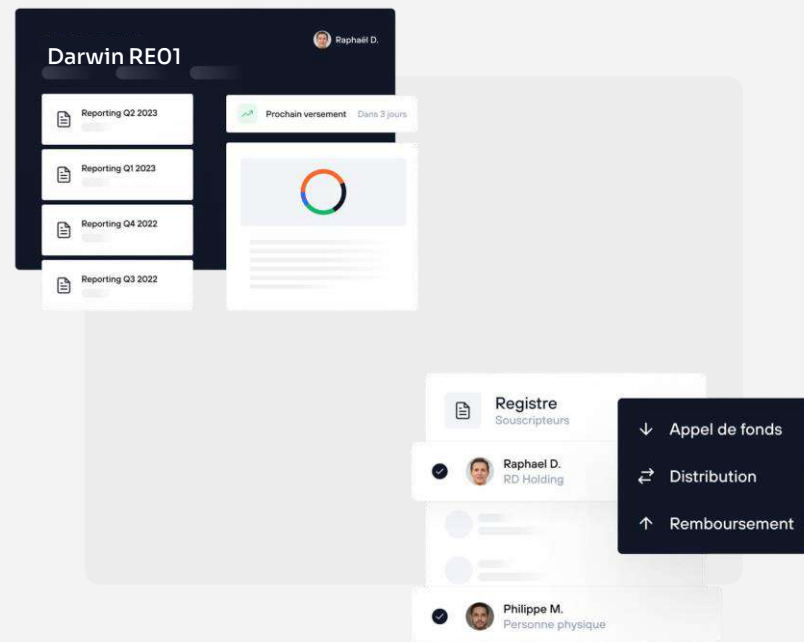 Darwin RE01
Raphaël D.
Reporting Q2 2023
Reporting Q1 2023
Reporting Q4 2022
Reporting Q3 2022
Prochain versement Dans 3 jours
Registre
Souscripteurs
Raphael D.
RD Holding
Philippe M.
Personne physique
Appel de fonds
Distribution
Remboursement